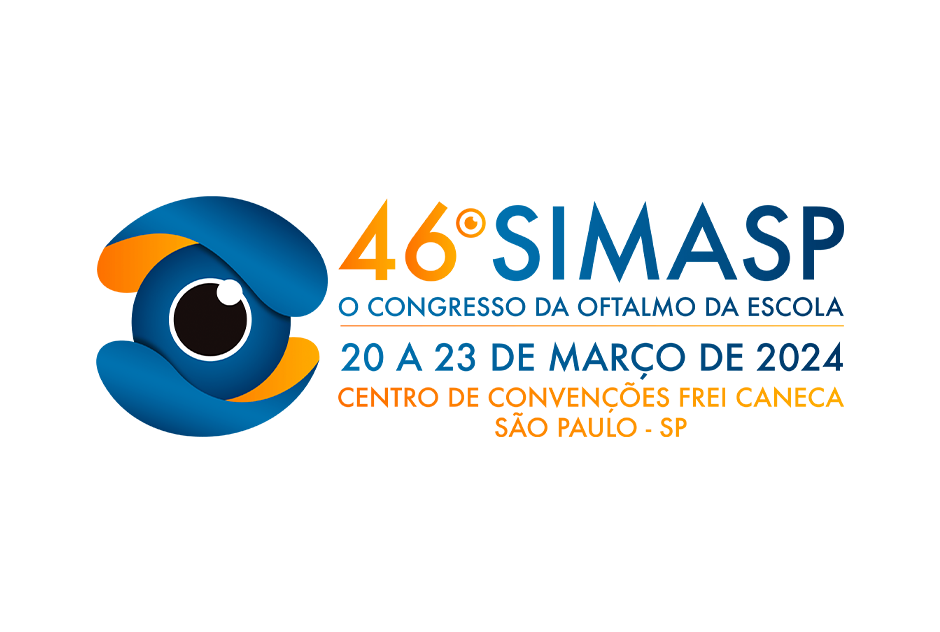 46º SIMASP
O CONGRESSO DA OFTALMO DA ESCOLA
20 A 23 DE MARÇO DE 2024
CENTRO DE CONVENÇÕES FREI CANECA
SÃO PAULO - SP